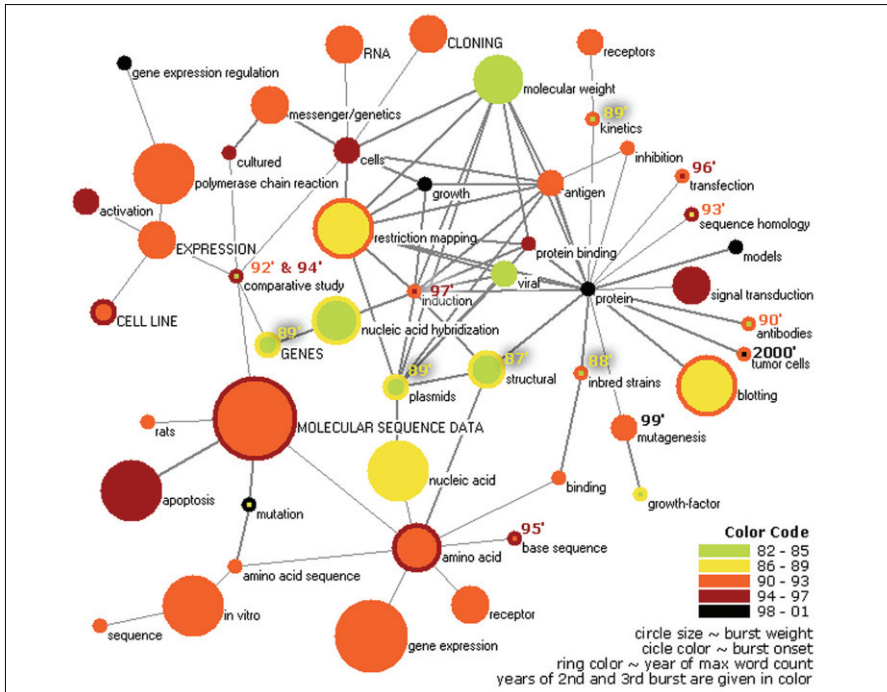 RNA
CLONING
receptors
gene expression regulation
molecular weight
messenger/genetics
89'
kinetics
cultured
cells
inhibition
polymerase chain reaction
growth
antigen
96'
transfection
activation
93'
sequence homology
EXPRESSION
restriction mapping
protein binding
models
92' & 94'
comparative study
97'
induction
viral
protein
signal transduction
CELL LINE
89'
GENES
nucleic acid hybridization
90'
antibodies
89'
plasmids
87'
structural
88'
inbred strains
2000'
tumor cells
blotting
rats
MOLECULAR SEQUENCE DATA
99'
mutagenesis
apoptosis
nucleic acid
binding
growth-factor
mutation
95'
base sequence
amino acid
amino acid sequence
in vitro
sequence
receptor
gene expression
Color Code
82 - 85
86 - 89
90 - 93
94 - 97
98 - 01
circle size ~ burst weight
cicle color ~ burst onset
ring color ~ year of max word count
years of 2nd and 3rd burst are given in color